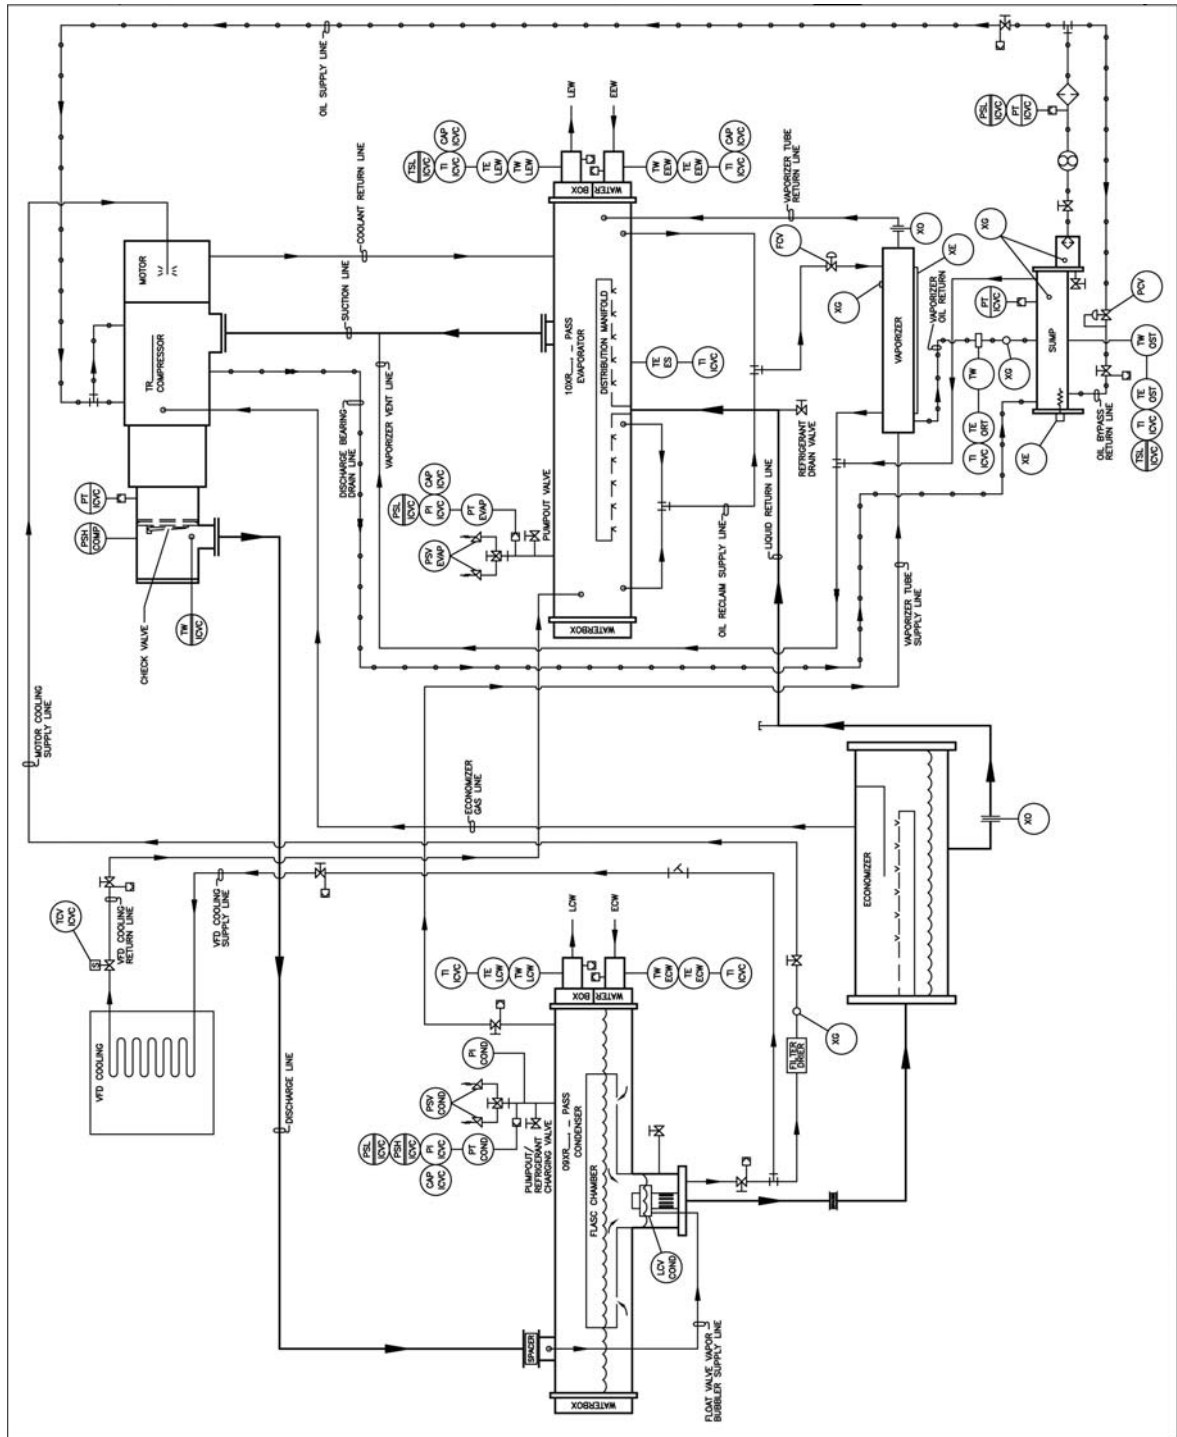 OIL SUPPLY LINE
LEW
EEW
TSL
ICVC
CAP
ICVC
TI
ICVC
TE
LEW
TW
LEW
TW
EEW
TE
EEW
CAP
ICVC
TI
ICVC
PSL
ICVC
PT
ICVC
MOTOR
COOLANT RETURN LINE
WATER
BOX
VAPORIZER TUBE
RETURN LINE
XO
XG
FCV
XE
PT
ICVC
PCV
SUCTION LINE
10XR___-_- PASS
EVAPORATOR
DISTRIBUTION MANIFOLD
XG
VAPORIZER
VAPORIZER
OIL RETURN
SUMP
TR____
COMPRESSOR
VAPORIZER VENT LINE
TE
ES
TI
ICVC
TW
XG
TW
OST
TE
OST
TI
ICVC
TSL
ICVC
OIL BYPASS
RETURN LINE
XE
TE
ORT
TI
ICVC
DISCHARGE BEARING
DRAIN LINE
REFRIGERANT
DRAIN VALVE
PT
ICVC
PSH
COMP
CHECK VALVE
TW
ICVC
PSL
ICVC
CAP
ICVC
PI
ICVC
PT
EVAP
PSV
EVAP
PUMPOUT VALVE
WATERBOX
OIL RECLAIM SUPPLY LINE
LIQUID RETURN LINE
VAPORIZER TUBE
SUPPLY LINE
MOTOR COOLING
SUPPLY LINE
ECONOMIZER
GAS LINE
ECONOMIZER
XO
TCV
ICVC
S
VFD COOLING
RETURN LINE
VFD COOLING
SUPPLY LINE
VFD COOLING
DISCHARGE LINE
LCW
ECW
TI
ICVC
TE
LCW
TW
LCW
TW
ECW
TE
ECW
TI
ICVC
WATER
BOX
PI
COND
PSV
COND
PSL
ICVC
PSH
ICVC
PI
ICVC
CAP
ICVC
PT
COND
PUMPOUT/
REFRIGERANT
CHARGING VALVE
09XR___-_- PASS
CONDENSER
FLASC CHAMBER
FILTER
DRIER
XG
LCV
COND
SPACER
WATERBOX
FLOAT VALVE VAPOR
BUBBLER SUPPLY LINE